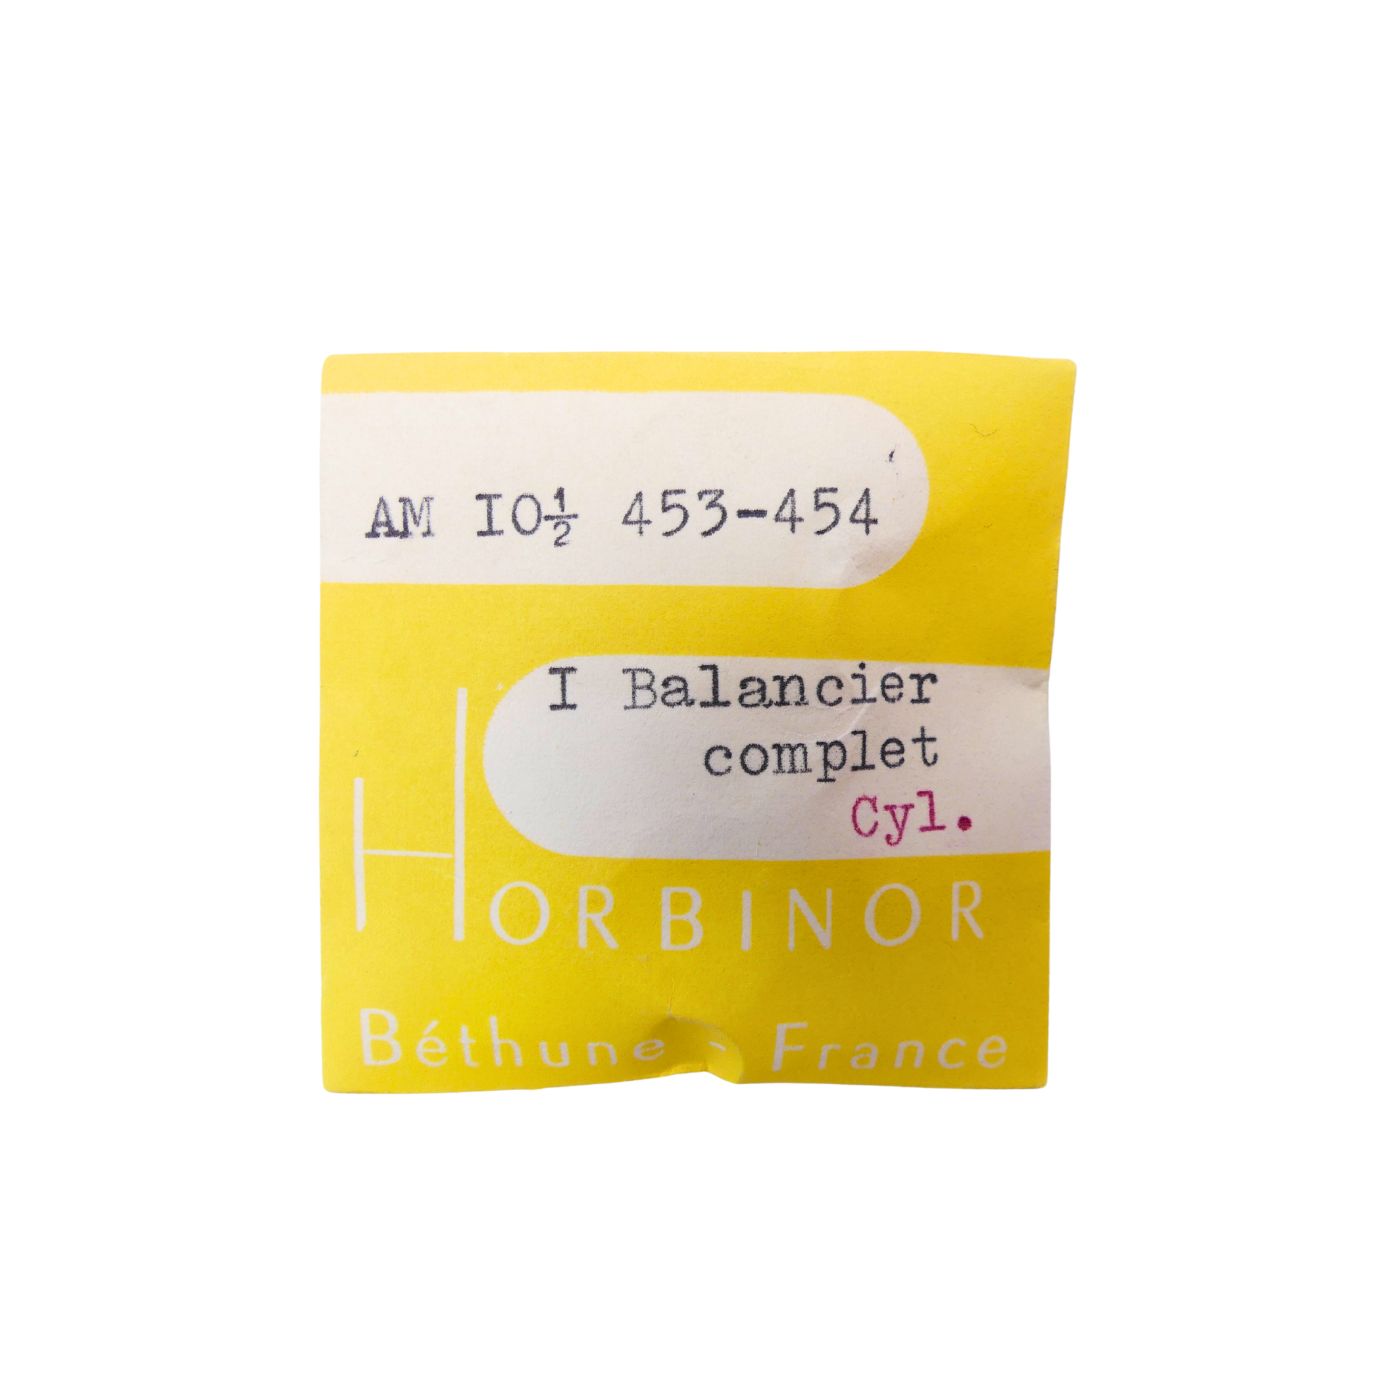 AM IO½ 453-454
I Balancier
complet
Cyl.
HORBINOR
Béthune - France